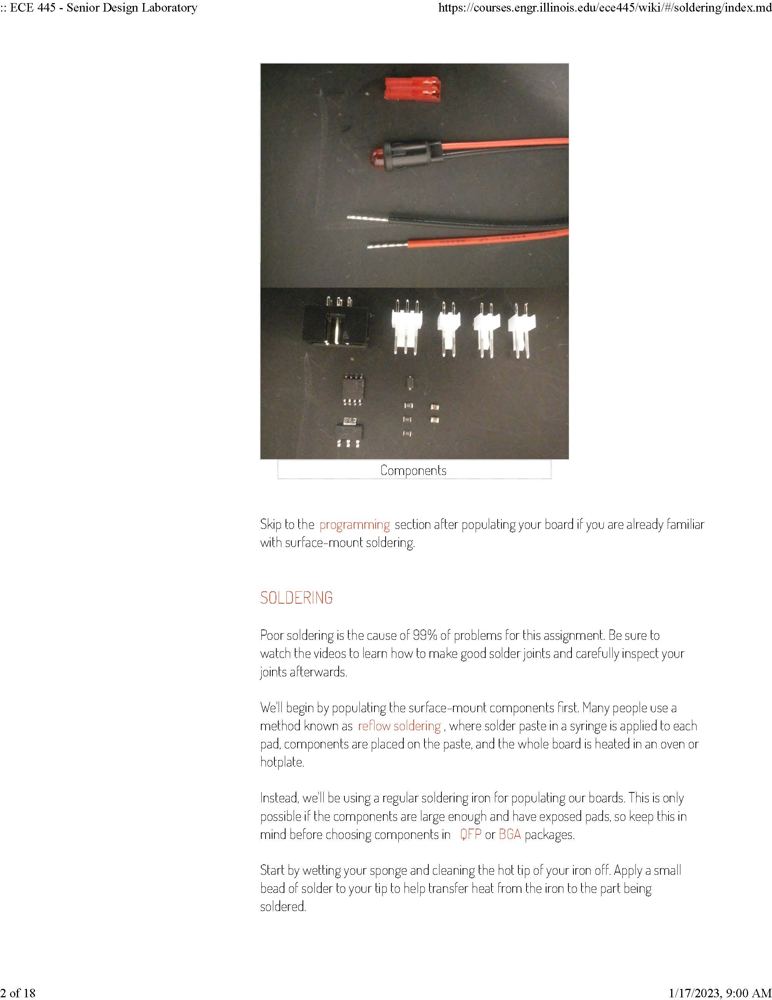 :: ECE 445 - Senior Design Laboratory
https://courses.engr.illinois.edu/ece445/wiki/#/soldering/index.md
102
102
102
Components
Skip to the programming section after populating your board if you are already familiar
with surface-mount soldering.
SOLDERING
Poor soldering is the cause of 99% of problems for this assignment. Be sure to
watch the videos to learn how to make good solder joints and carefully inspect your
joints afterwards.
We'll begin by populating the surface-mount components first. Many people use a
method known as reflow soldering , where solder paste in a syringe is applied to each
pad, components are placed on the paste, and the whole board is heated in an oven or
hotplate.
Instead, we'll be using a regular soldering iron for populating our boards. This is only
possible if the components are large enough and have exposed pads, so keep this in
mind before choosing components in QFP or BGA packages.
Start by wetting your sponge and cleaning the hot tip of your iron off. Apply a small
bead of solder to your tip to help transfer heat from the iron to the part being
soldered.
2 of 18
1/17/2023, 9:00 AM